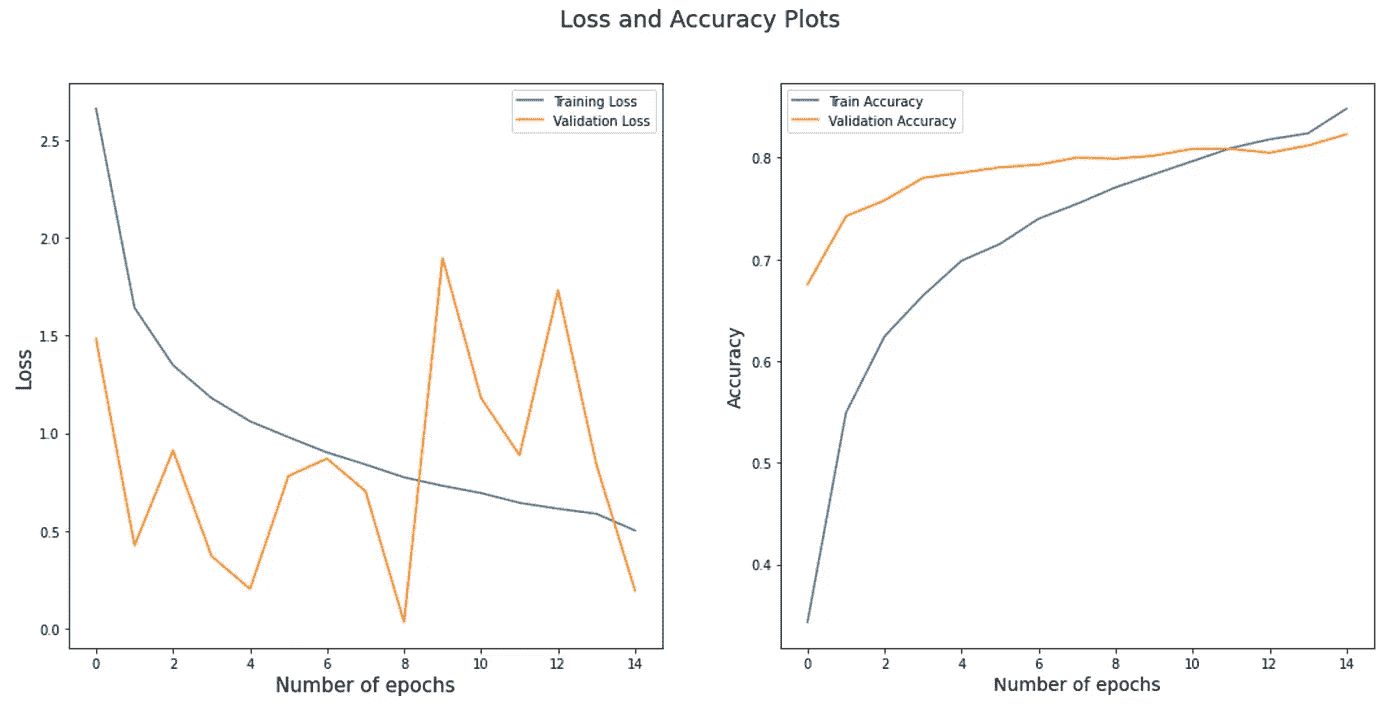 Loss and Accuracy Plots
Training Loss
Validation Loss
2.5
2.0
1.5
1.0
0.5
0.0
Loss
0 2 4 6 8 10 12 14
Number of epochs
Train Accuracy
Validation Accuracy
0.8
0.7
0.6
0.5
0.4
Accuracy
0 2 4 6 8 10 12 14
Number of epochs